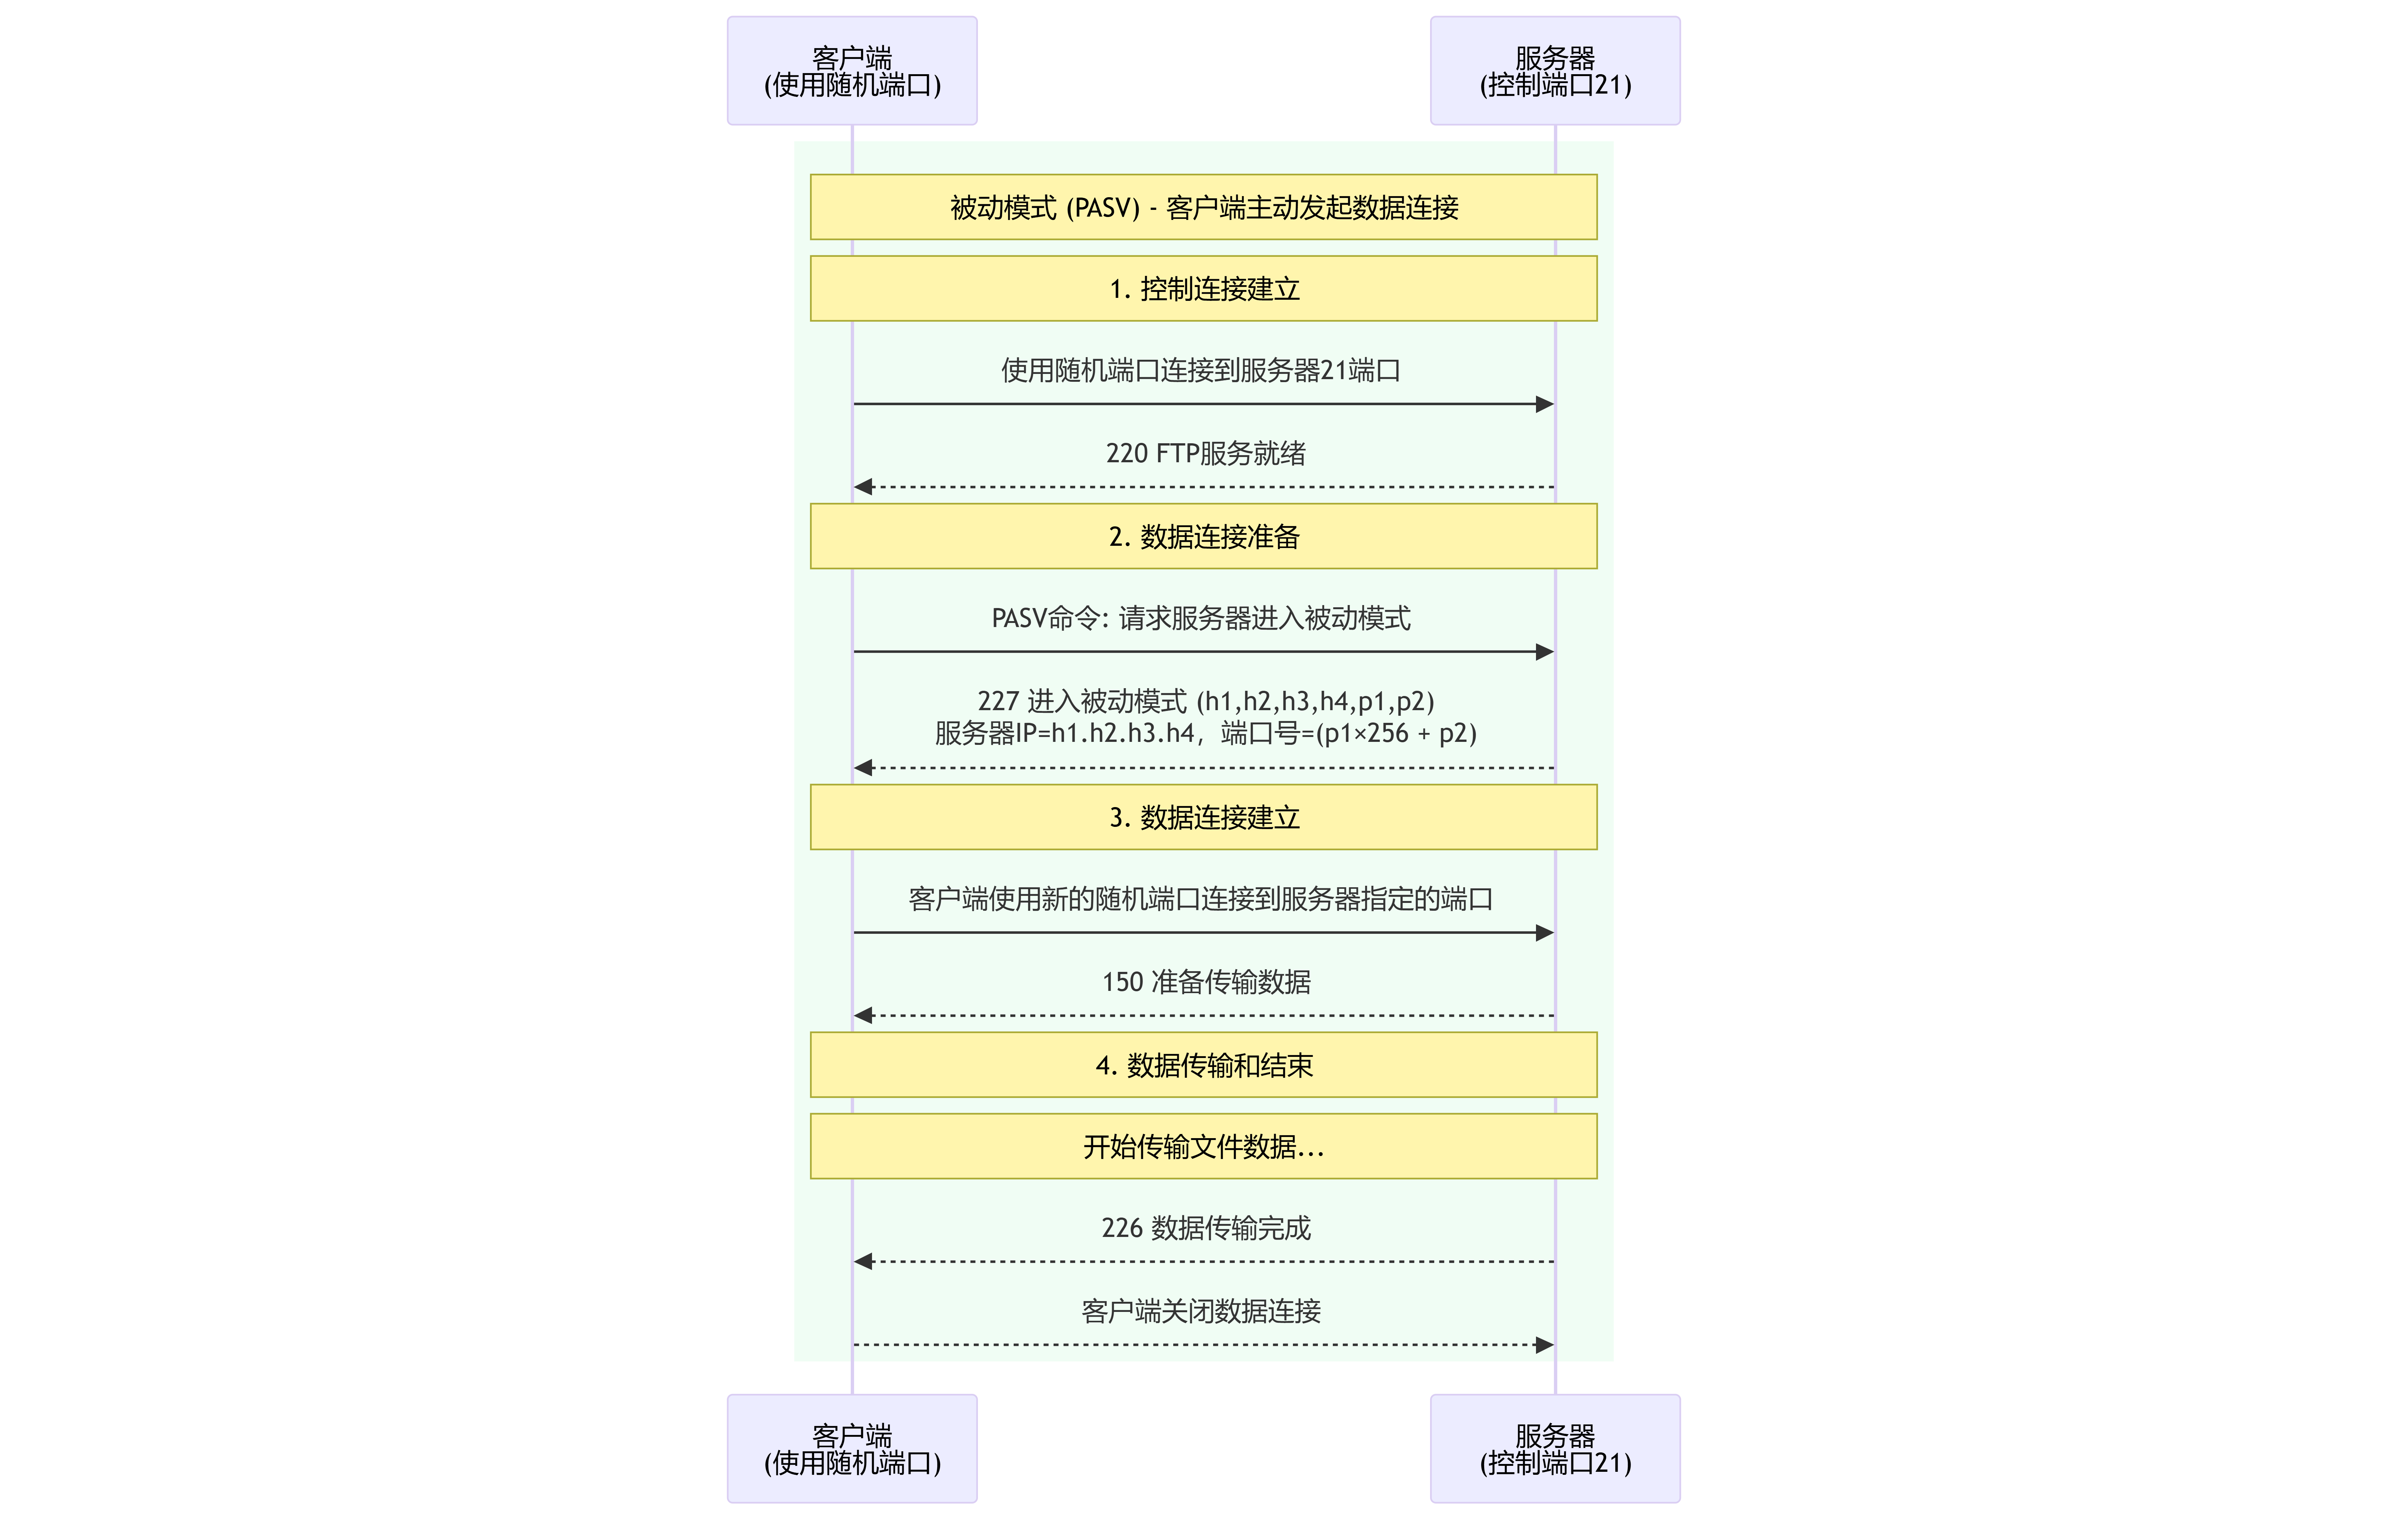 客户端
(使用随机端口)
服务器
(控制端口21)
被动模式 (PASV) - 客户端主动发起数据连接
1. 控制连接建立
使用随机端口连接到服务器21端口
220 FTP服务就绪
2. 数据连接准备
PASV命令: 请求服务器进入被动模式
227 进入被动模式 (h1,h2,h3,h4,p1,p2)
服务器IP=h1.h2.h3.h4，端口号=(p1×256 + p2)
3. 数据连接建立
客户端使用新的随机端口连接到服务器指定的端口
150 准备传输数据
4. 数据传输和结束
开始传输文件数据...
226 数据传输完成
客户端关闭数据连接
客户端
(使用随机端口)
服务器
(控制端口21)